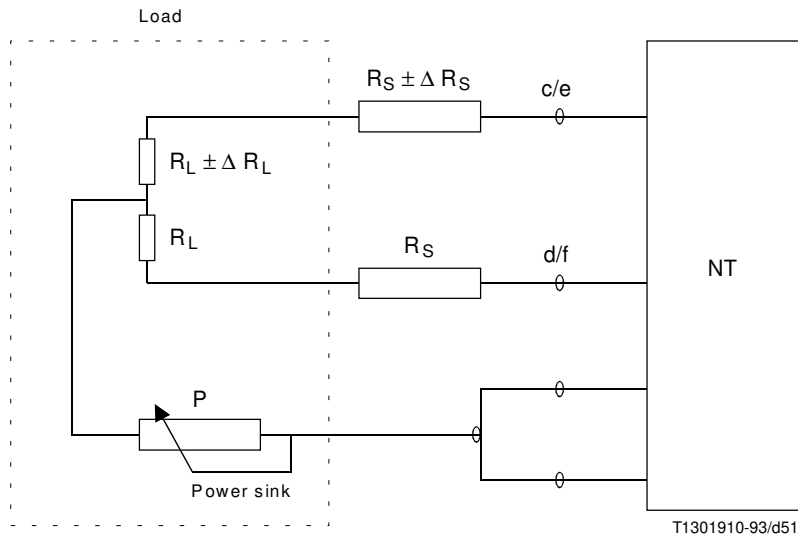 Load
R_S ± Δ R_S
c/e
R_L ± Δ R_L
R_L
R_S
d/f
NT
P
Power sink
T1301910-93/d51